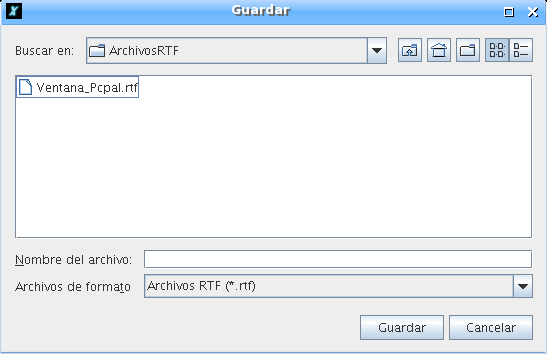 Guardar
Buscar en: ArchivosRTF
Ventana_Pcpal.rtf
Nombre del archivo:
Archivos de formato Archivos RTF (*.rtf)
Guardar Cancelar